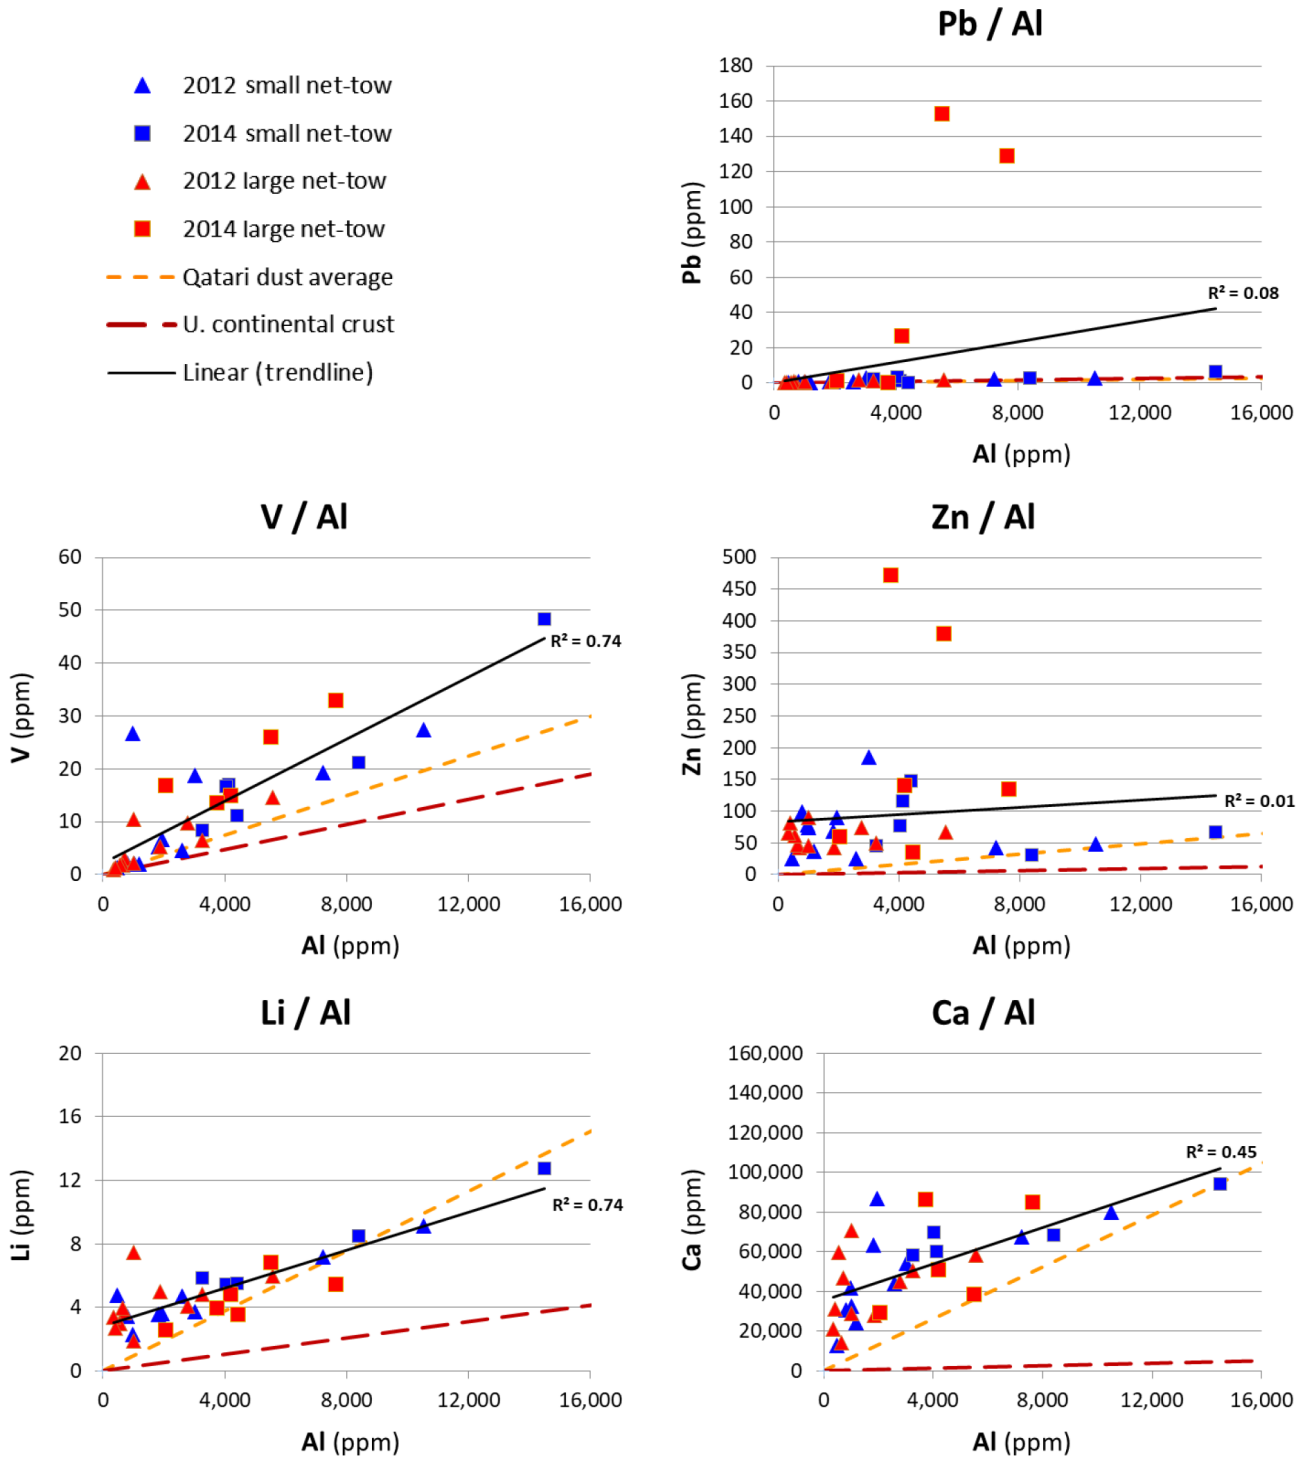 Pb / Al
2012 small net-tow
2014 small net-tow
2012 large net-tow
2014 large net-tow
Qatari dust average
U. continental crust
Linear (trendline)
180
160
140
120
100
80
60
40
20
0
Pb (ppm)
R² = 0.08
0 4,000 8,000 12,000 16,000
Al (ppm)
V / Al
60
50
40
30
20
10
0
V (ppm)
R² = 0.74
0 4,000 8,000 12,000 16,000
Al (ppm)
Zn / Al
500
450
400
350
300
250
200
150
100
50
0
Zn (ppm)
R² = 0.01
0 4,000 8,000 12,000 16,000
Al (ppm)
Li / Al
20
16
12
8
4
0
Li (ppm)
R² = 0.74
0 4,000 8,000 12,000 16,000
Al (ppm)
Ca / Al
160,000
140,000
120,000
100,000
80,000
60,000
40,000
20,000
0
Ca (ppm)
R² = 0.45
0 4,000 8,000 12,000 16,000
Al (ppm)